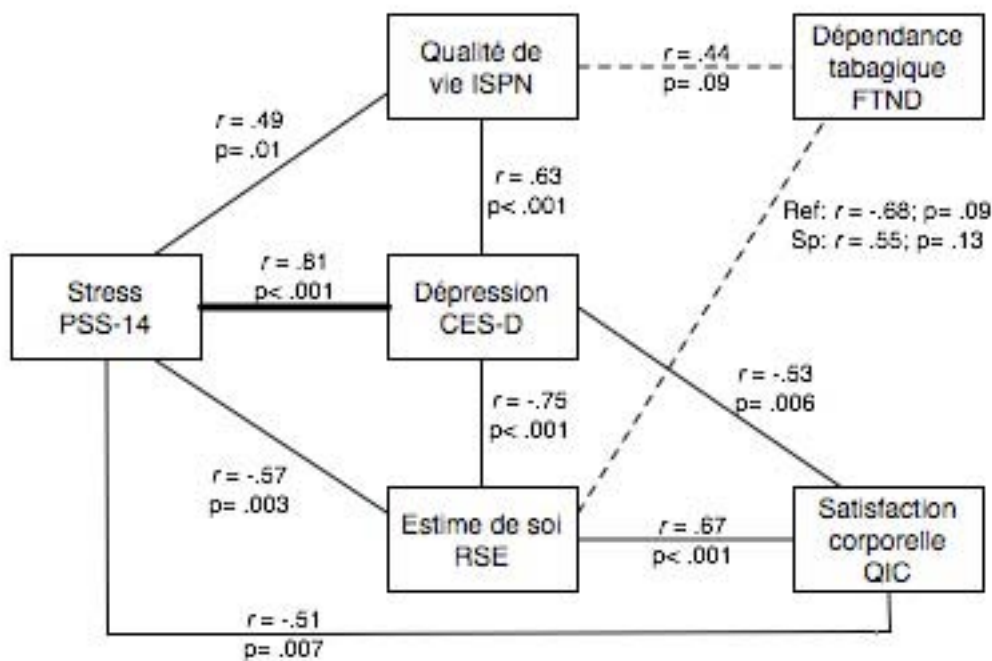 Qualité de
vie ISPN
r = .44
p= .09
Dépendance
tabagique
FTND
r = .49
p= .01
r = .63
p< .001
Ref: r = -.68; p= .09
Sp: r = .55; p= .13
Stress
PSS-14
r = .81
p< .001
Dépression
CES-D
r = -.53
p= .006
r = -.75
p< .001
r = -.57
p= .003
Estime de soi
RSE
r = .67
p< .001
Satisfaction
corporelle
QIC
r = -.51
p= .007